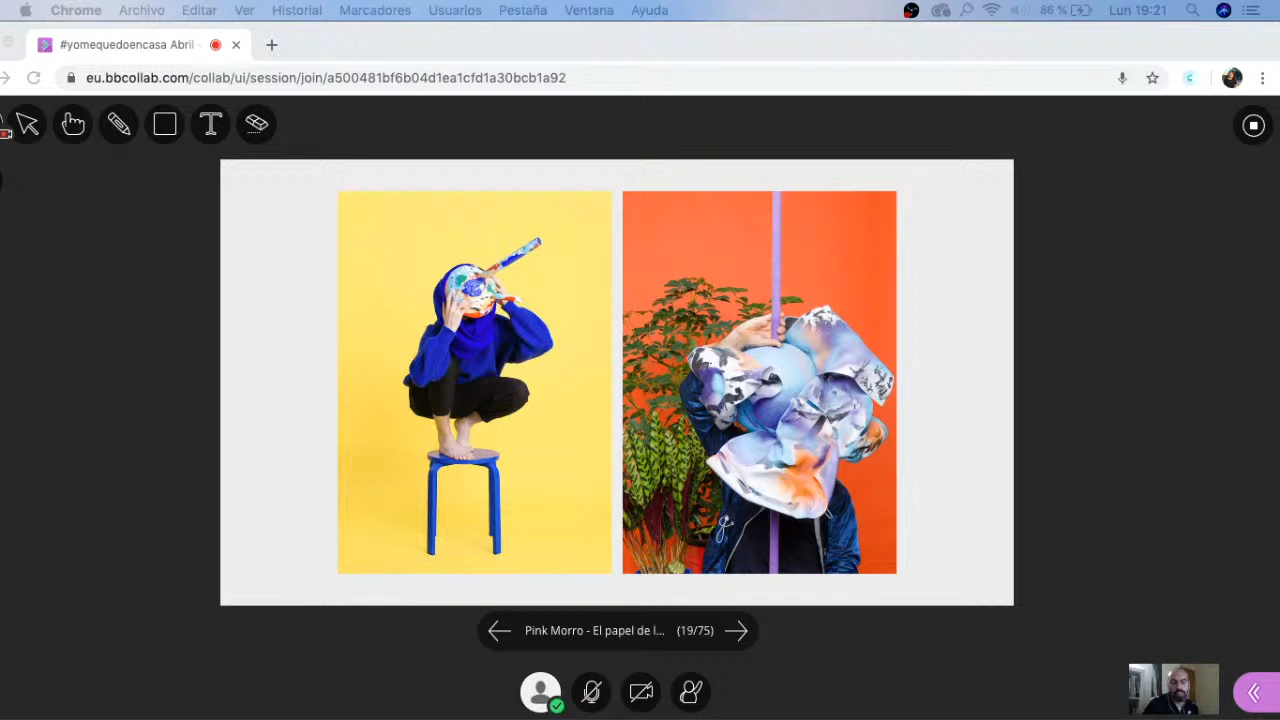 Chrome Archivo Editar Ver Historial Marcadores Usuarios Pestaña Ventana Ayuda 86 % Lun 19:21
#yomequedoencasa Abril -
eu.bbcollab.com/collab/ui/session/join/a500481bf6b04d1ea1cfd1a30bcb1a92
T
Pink Morro - El papel de l... (19/75)